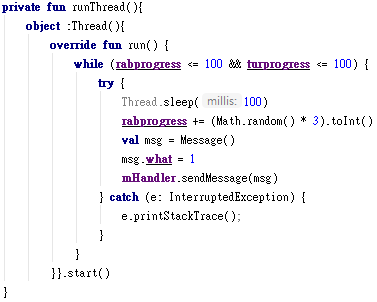 private fun runThread(){
    object :Thread(){
        override fun run() {
            while (rabprogress <= 100 && turprogress <= 100) {
                try {
                    Thread.sleep( millis: 100)
                    rabprogress += (Math.random() * 3).toInt()
                    val msg = Message()
                    msg.what = 1
                    mHandler.sendMessage(msg)
                } catch (e: InterruptedException) {
                    e.printStackTrace();
                }
            }
        }}.start()
}